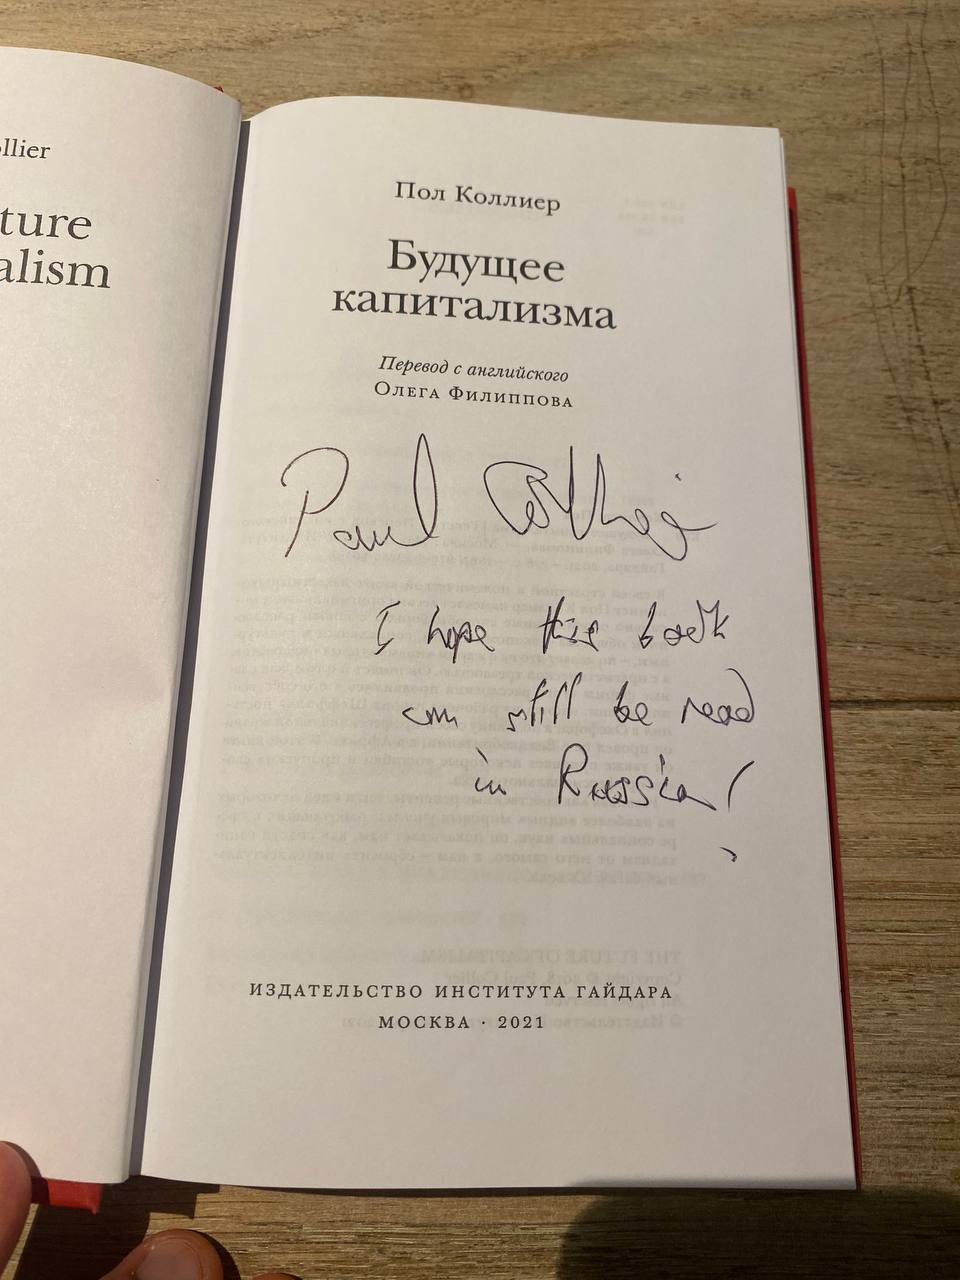 ollier
ture
alism
Пол Коллиер
Будущее
капитализма
Перевод с английского
Олега Филиппова
Paul Collier
I hope this book
can still be read
in Russia!
ИЗДАТЕЛЬСТВО ИНСТИТУТА ГАЙДАРА
МОСКВА · 2021